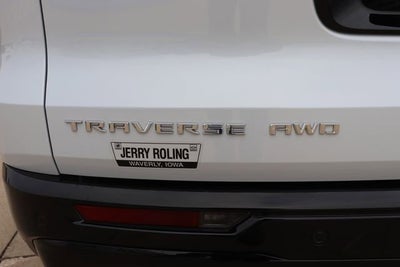 TRAVERSE AWD
JERRY ROLING
WAVERLY, IOWA